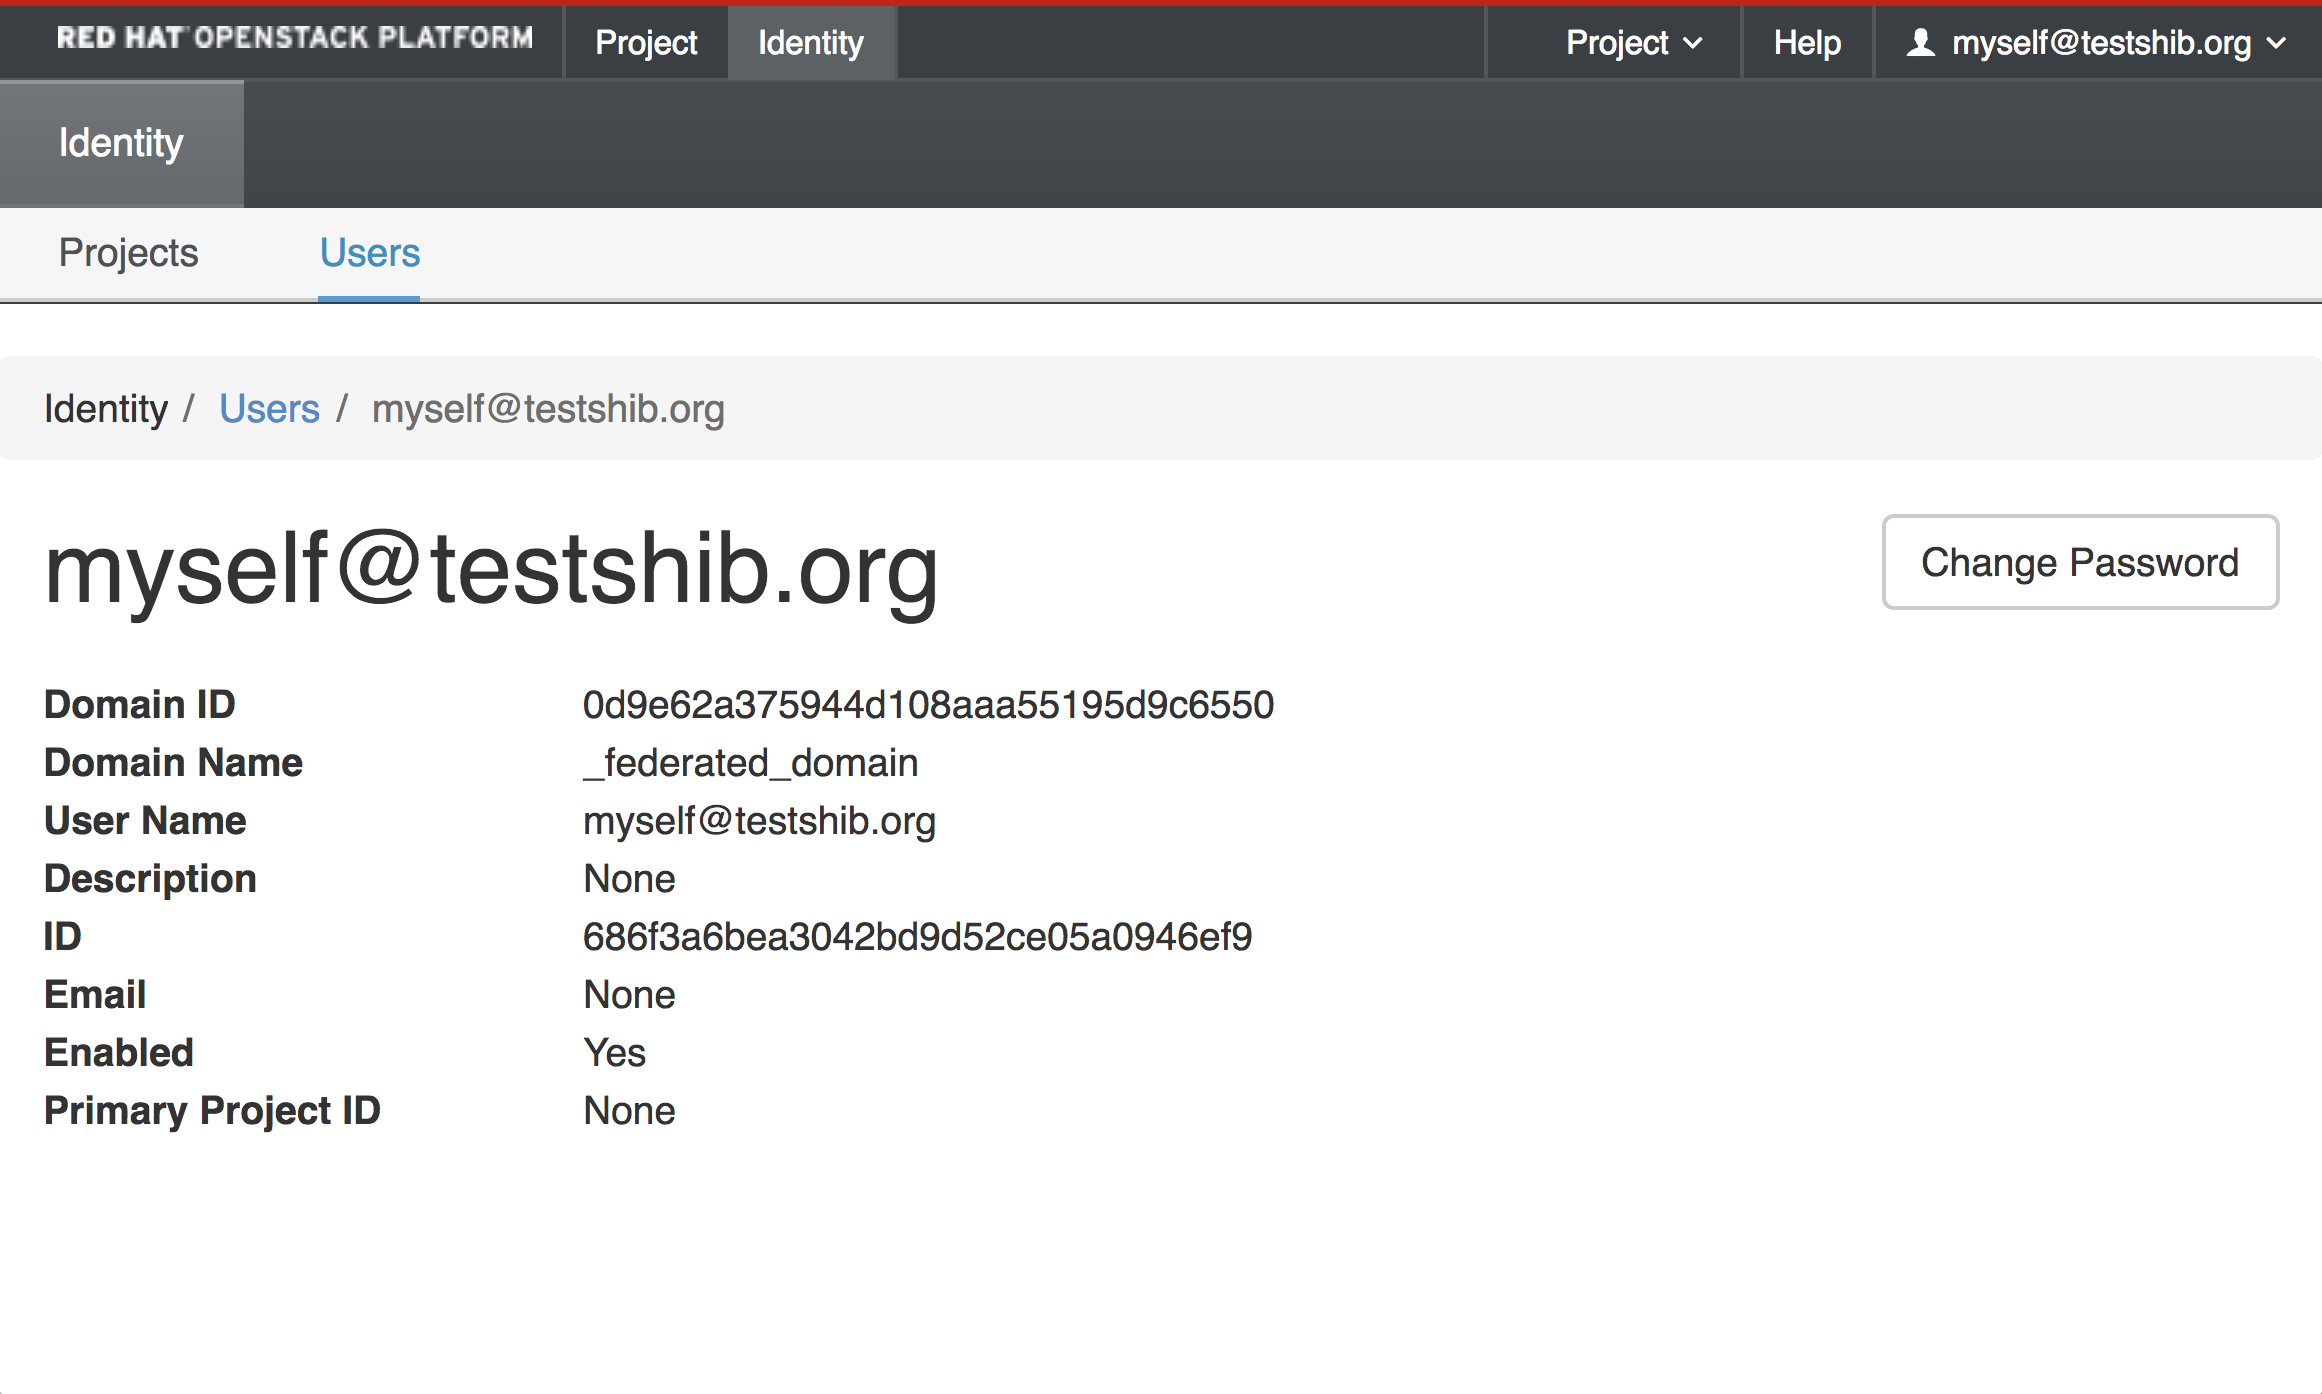 RED HAT OPENSTACK PLATFORM Project Identity Project Help myself@testshib.org
Identity
Projects Users
Identity / Users / myself@testshib.org
myself@testshib.org Change Password
Domain ID 0d9e62a375944d108aaa55195d9c6550
Domain Name _federated_domain
User Name myself@testshib.org
Description None
ID 686f3a6bea3042bd9d52ce05a0946ef9
Email None
Enabled Yes
Primary Project ID None